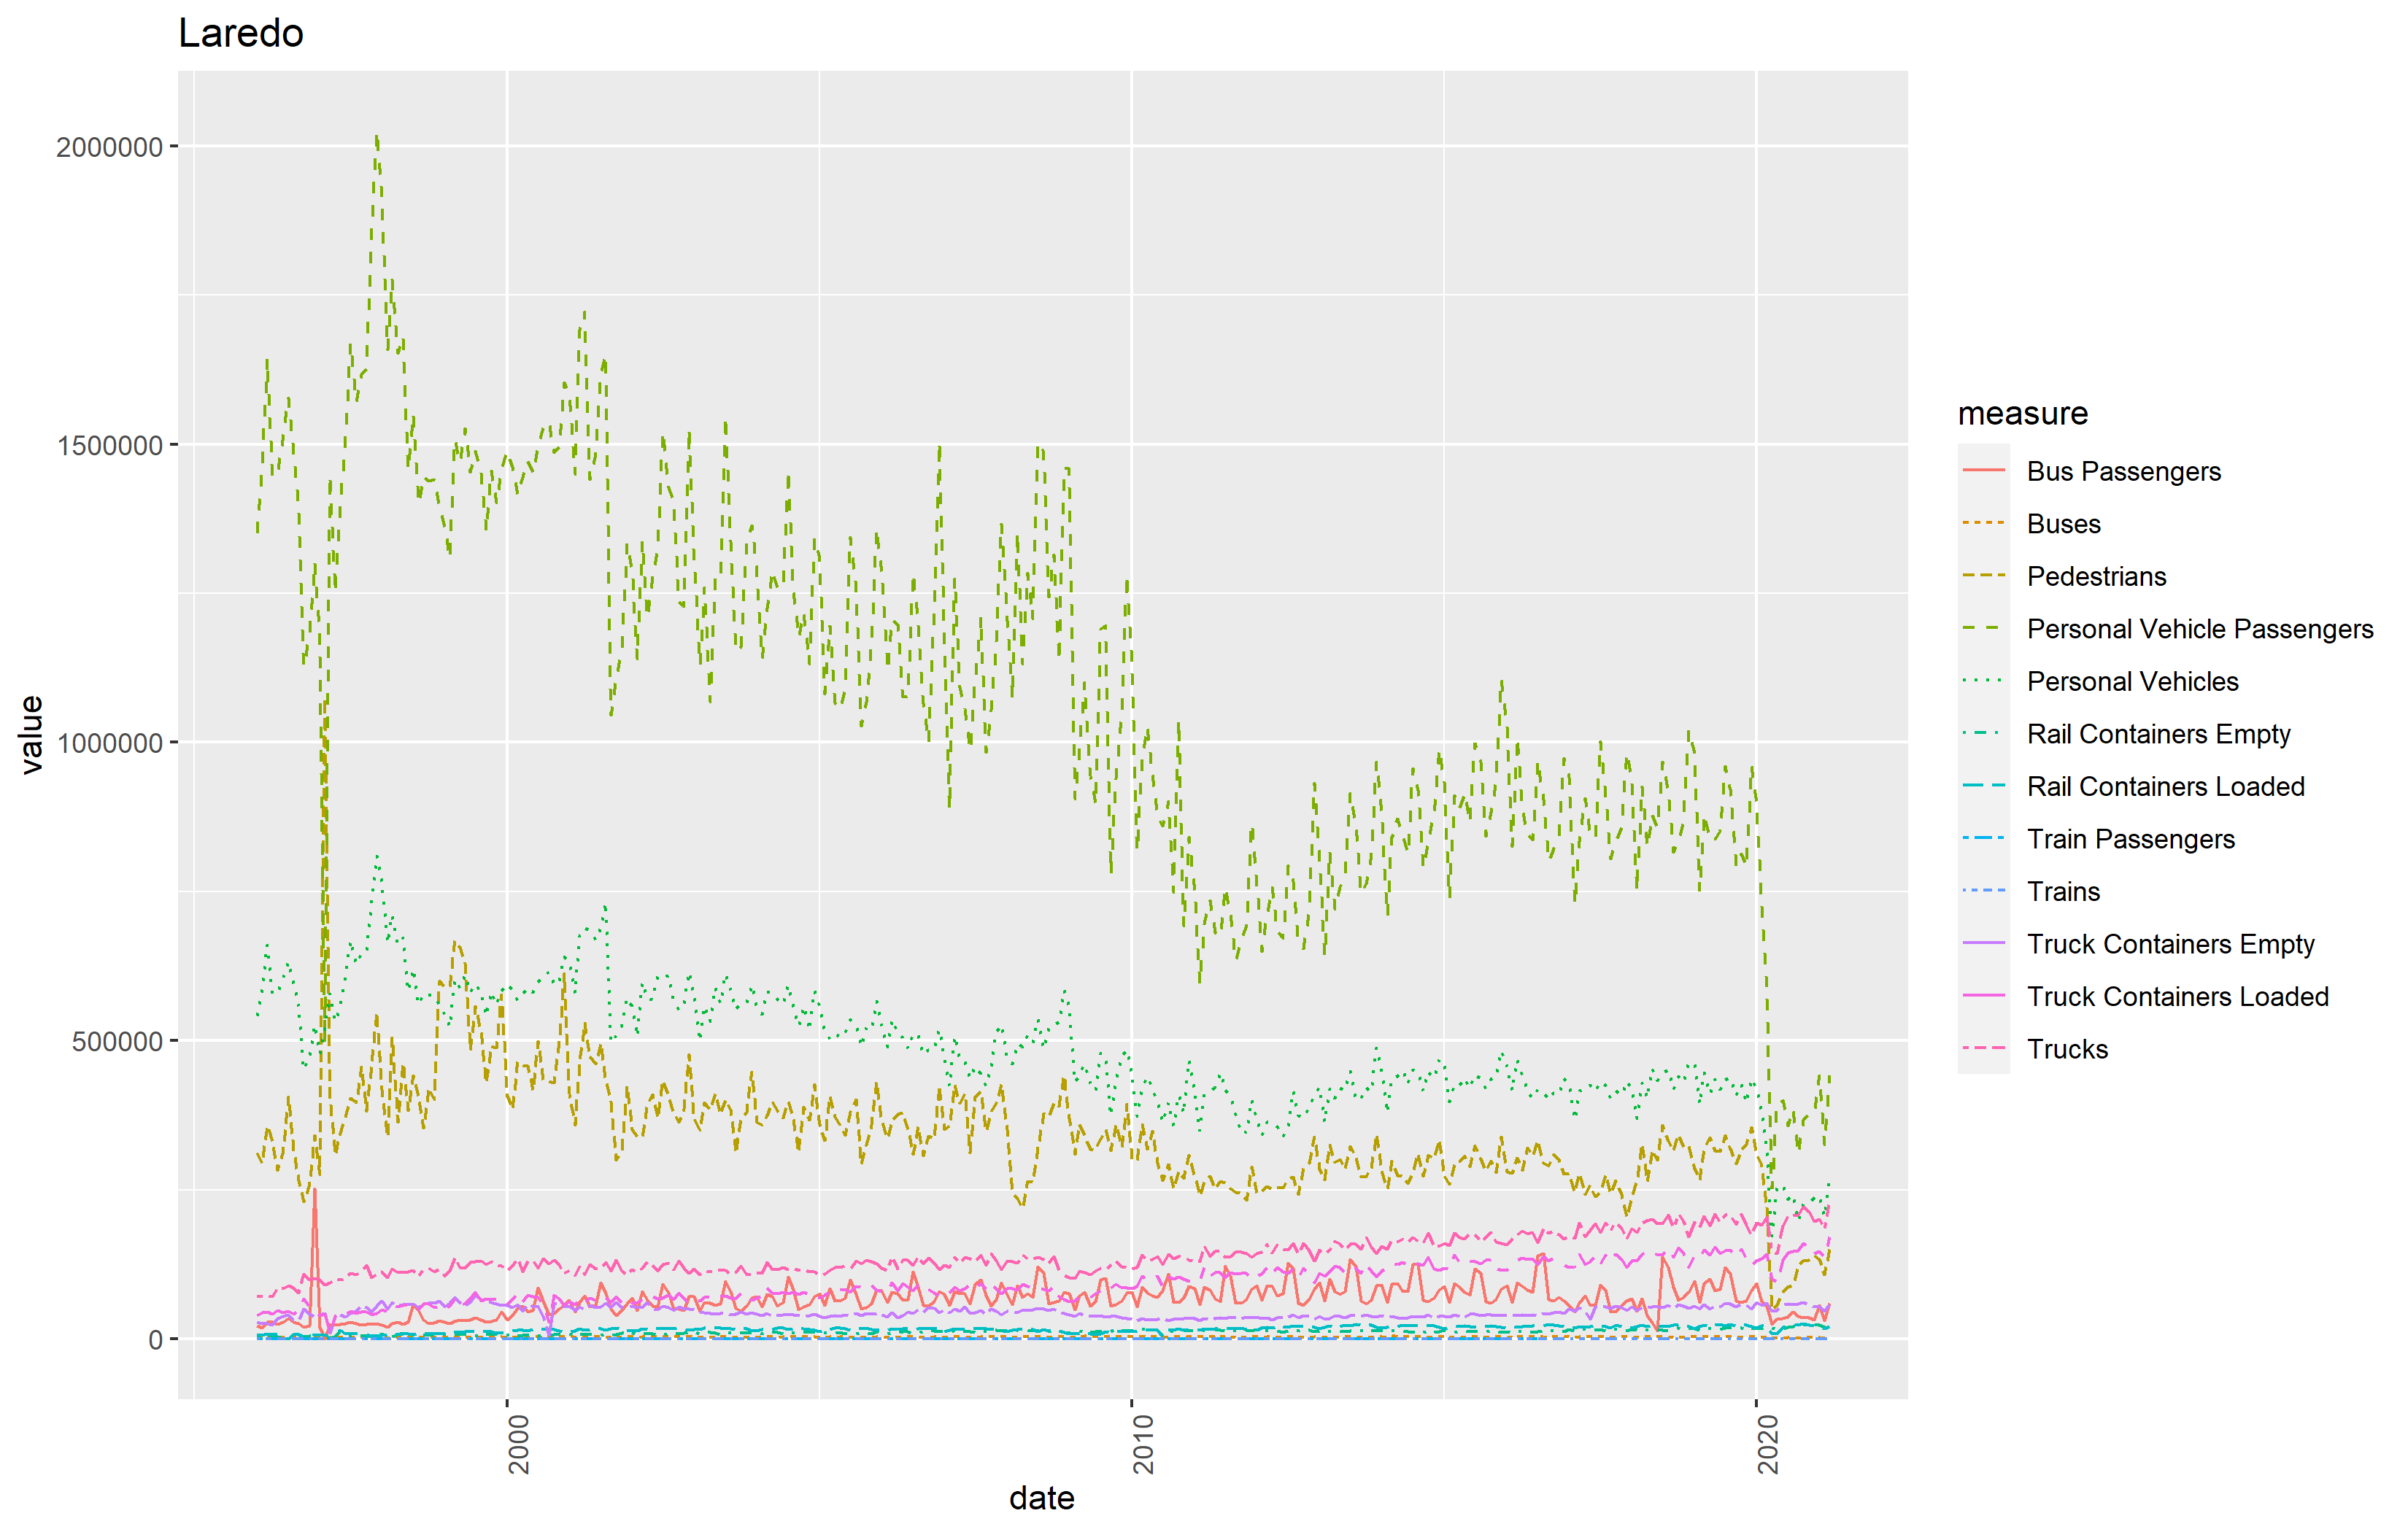 Laredo
value
2000000
1500000
1000000
500000
0
2000
2010
2020
date
measure
Bus Passengers
Buses
Pedestrians
Personal Vehicle Passengers
Personal Vehicles
Rail Containers Empty
Rail Containers Loaded
Train Passengers
Trains
Truck Containers Empty
Truck Containers Loaded
Trucks